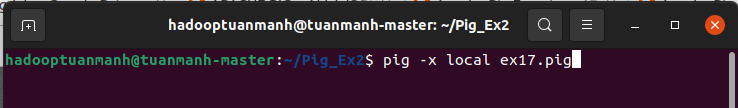 hadooptuanmanh@tuanmanh-master: ~/Pig_Ex2
hadooptuanmanh@tuanmanh-master:~/Pig_Ex2$ pig -x local ex17.pig